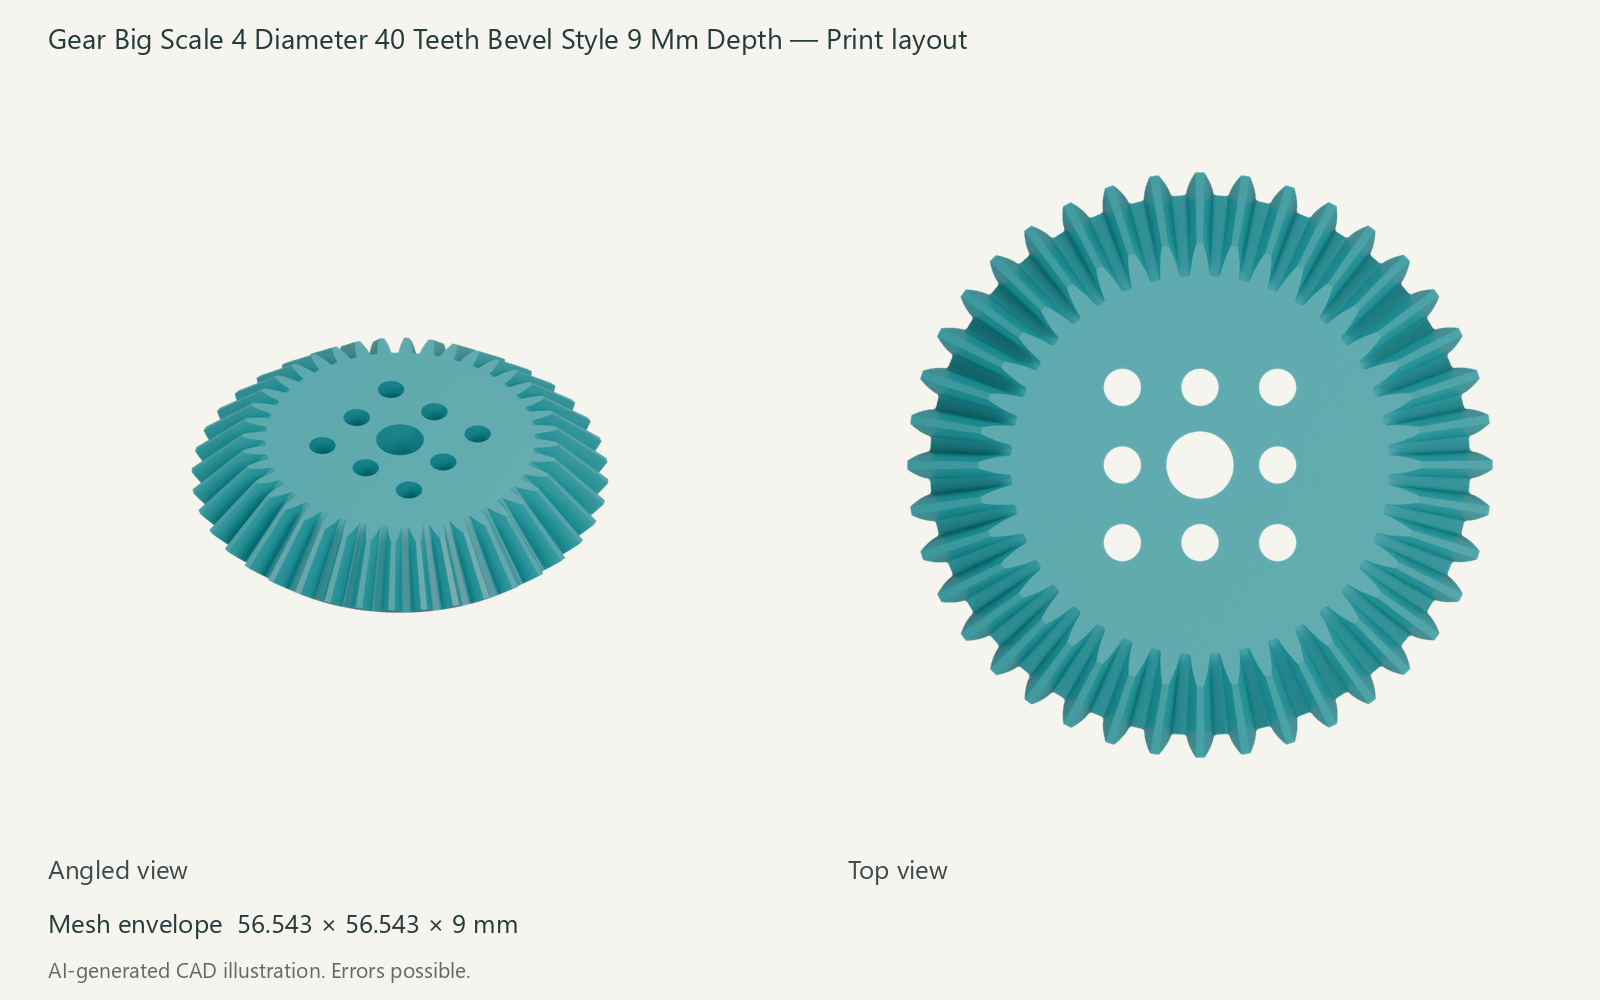 Gear Big Scale 4 Diameter 40 Teeth Bevel Style 9 Mm Depth — Print layout
Angled view
Top view
Mesh envelope 56.543 × 56.543 × 9 mm
AI-generated CAD illustration. Errors possible.